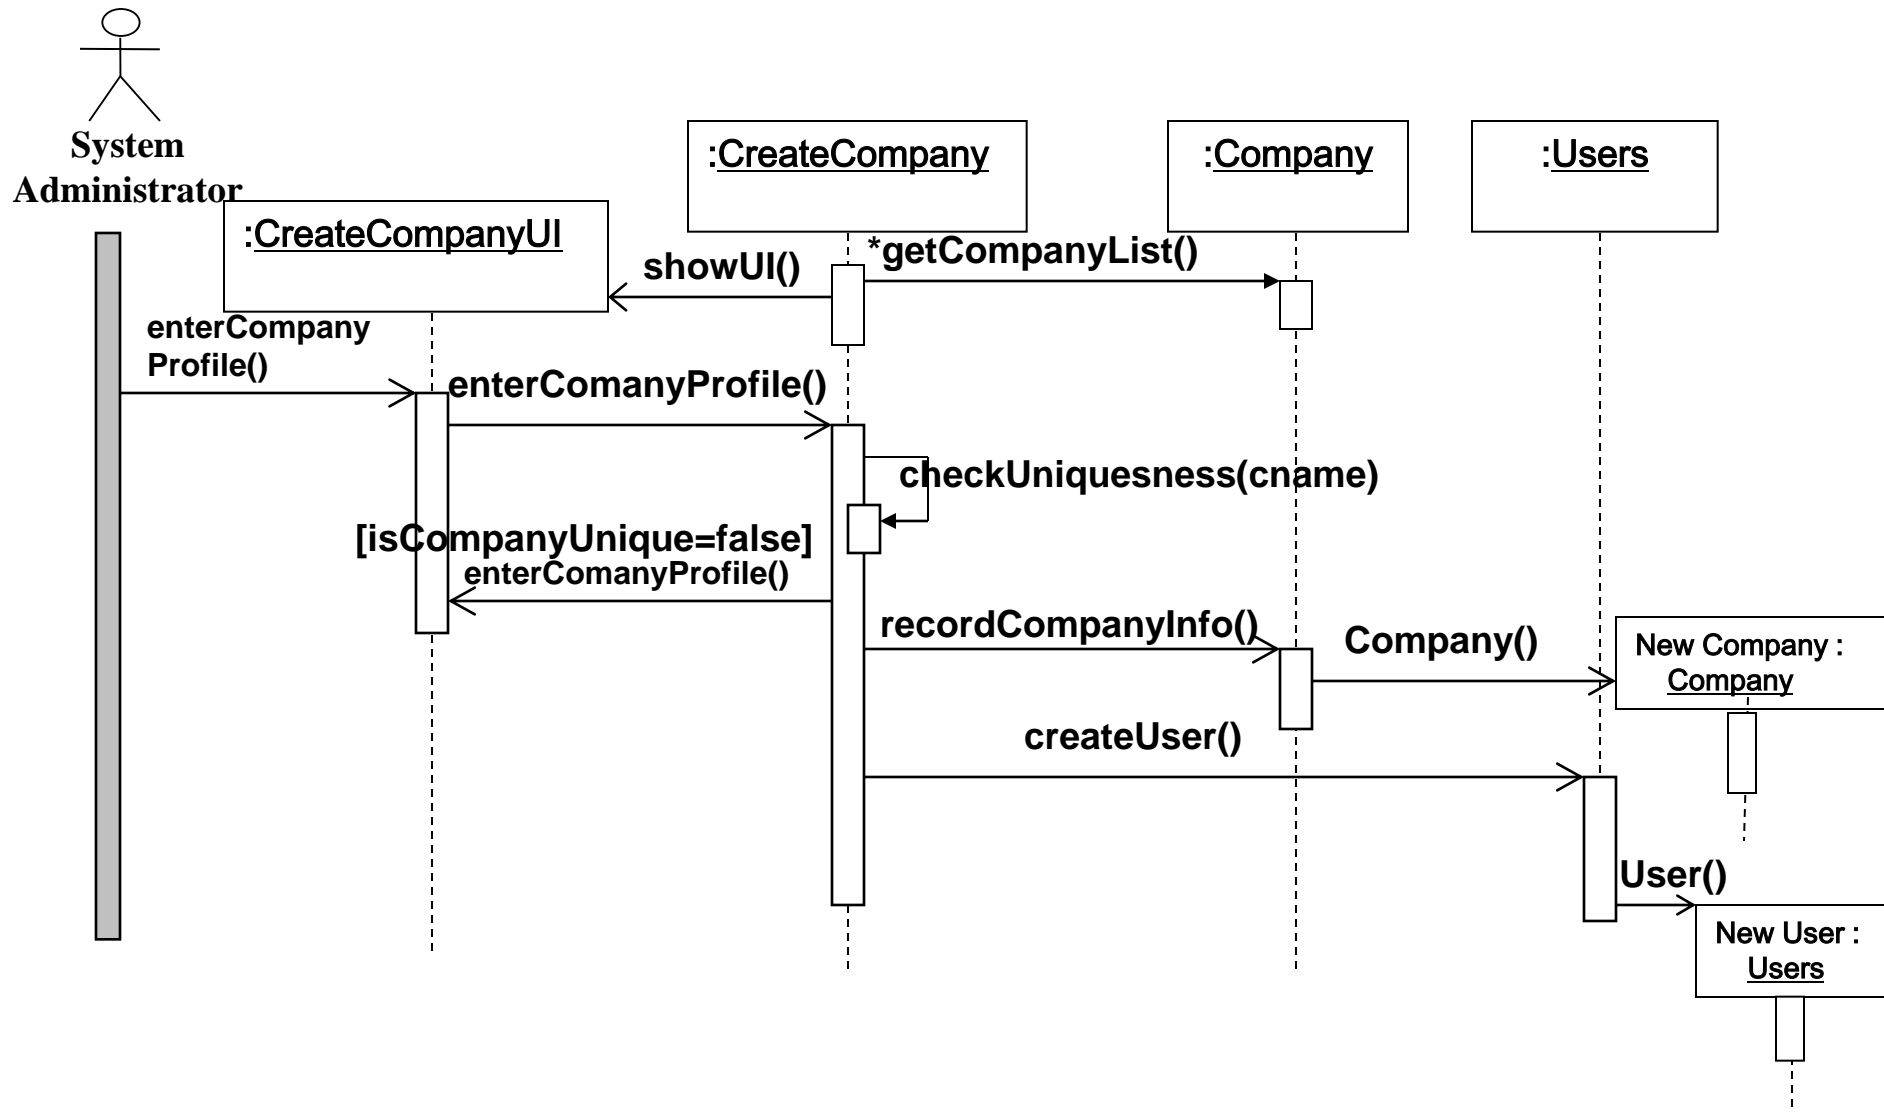 System
Administrator
:CreateCompany
:Company
:Users
:CreateCompanyUI
showUI()
*getCompanyList()
enterCompany
Profile()
enterComanyProfile()
checkUniquesness(cname)
[isCompanyUnique=false]
enterComanyProfile()
recordCompanyInfo()
Company()
New Company :
Company
createUser()
User()
New User :
Users